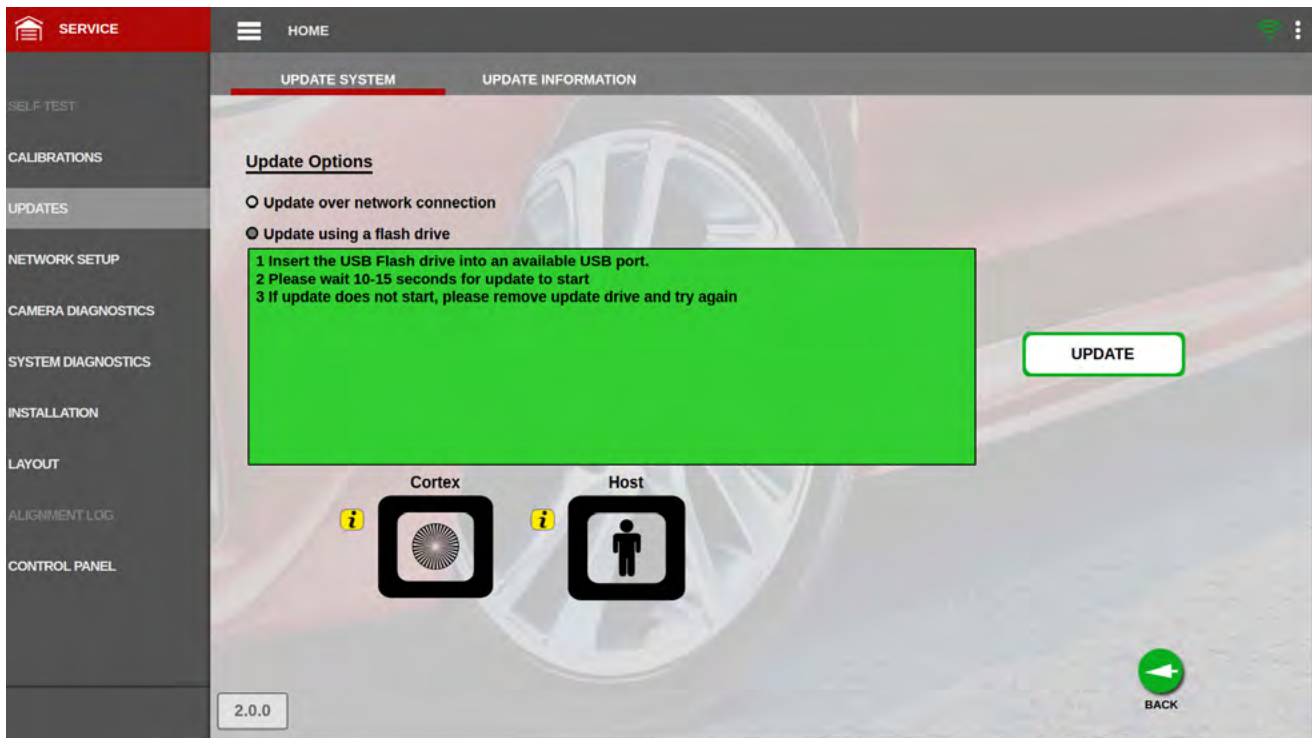 SERVICE
HOME
UPDATE SYSTEM
UPDATE INFORMATION
SELF TEST
CALIBRATIONS
UPDATES
NETWORK SETUP
CAMERA DIAGNOSTICS
SYSTEM DIAGNOSTICS
INSTALLATION
LAYOUT
ALIGNMENT LOG
CONTROL PANEL
Update Options
Update over network connection
Update using a flash drive
1 Insert the USB Flash drive into an available USB port.
2 Please wait 10-15 seconds for update to start
3 If update does not start, please remove update drive and try again
UPDATE
Cortex
Host
i
i
BACK
2.0.0